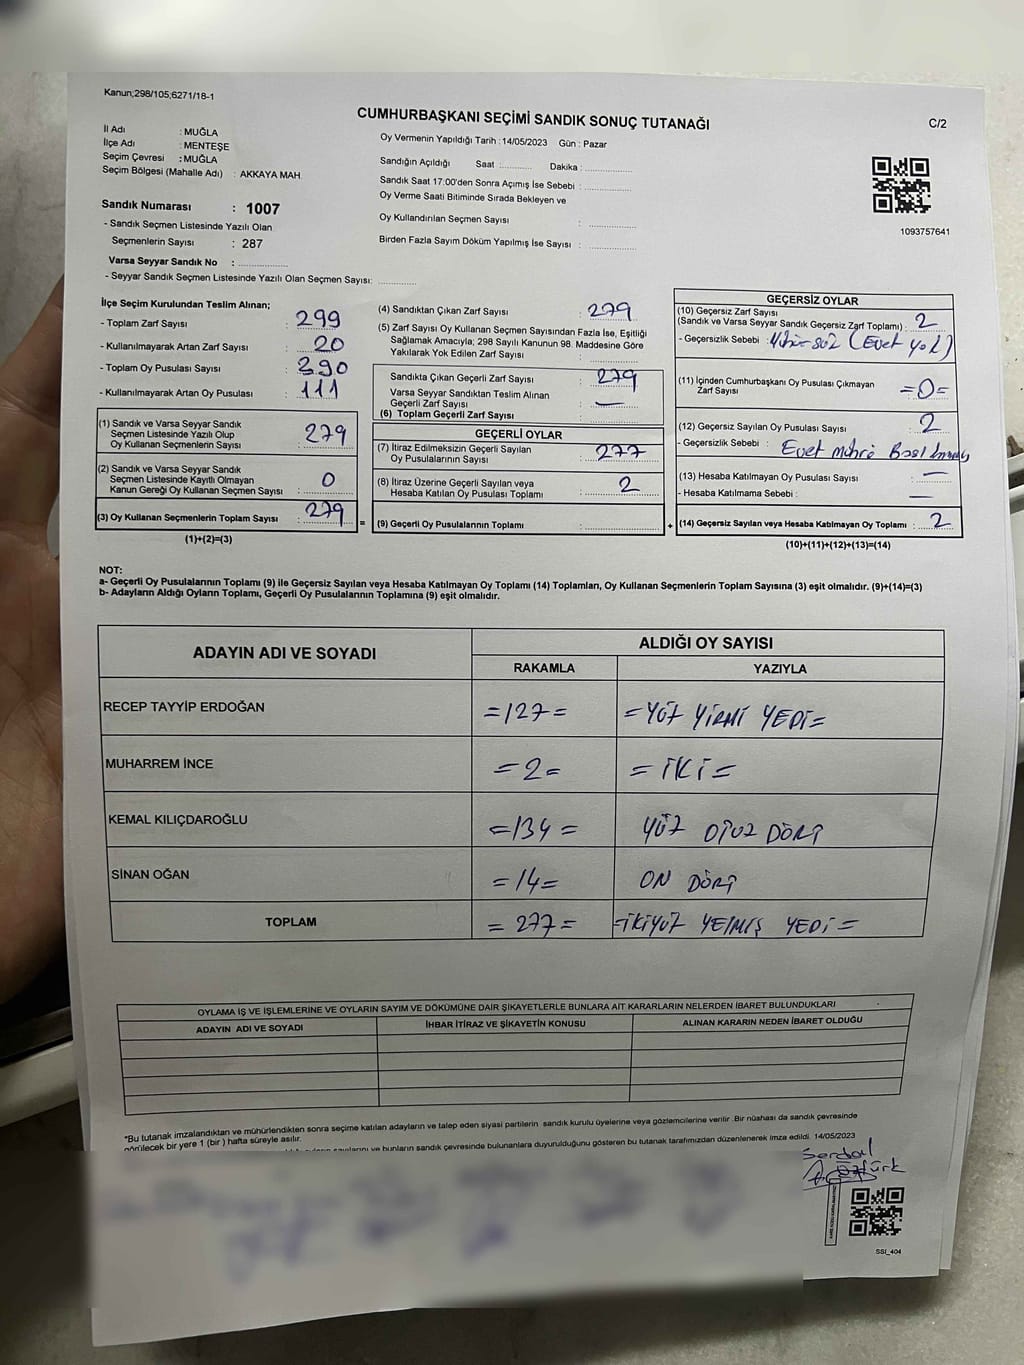 Kanun;298/105;6271/18-1
CUMHURBAŞKANI SEÇİMİ SANDIK SONUÇ TUTANAĞI
C/2
İl Adı : MUĞLA
İlçe Adı : MENTEŞE
Seçim Çevresi : MUĞLA
Seçim Bölgesi (Mahalle Adı) : AKKAYA MAH.
Sandık Numarası : 1007
- Sandık Seçmen Listesinde Yazılı Olan
Seçmenlerin Sayısı : 287
Varsa Seyyar Sandık No :
- Seyyar Sandık Seçmen Listesinde Yazılı Olan Seçmen Sayısı:
Oy Vermenin Yapıldığı Tarih : 14/05/2023 Gün : Pazar
Sandığın Açıldığı Saat : Dakika :
Sandık Saat 17:00'den Sonra Açımış İse Sebebi :
Oy Verme Saati Bitiminde Sırada Bekleyen ve
Oy Kullandırılan Seçmen Sayısı :
Birden Fazla Sayım Döküm Yapılmış İse Sayısı :
1093757641
İlçe Seçim Kurulundan Teslim Alınan;
- Toplam Zarf Sayısı : 299
- Kullanılmayarak Artan Zarf Sayısı : 20
- Toplam Oy Pusulası Sayısı : 390
- Kullanılmayarak Artan Oy Pusulası : 111
(1) Sandık ve Varsa Seyyar Sandık
Seçmen Listesinde Yazılı Olup
Oy Kullanan Seçmenlerin Sayısı : 279
(2) Sandık ve Varsa Seyyar Sandık
Seçmen Listesinde Kayıtlı Olmayan
Kanun Gereği Oy Kullanan Seçmen Sayısı : 0
(3) Oy Kullanan Seçmenlerin Toplam Sayısı : 279
(1)+(2)=(3)
=
(4) Sandıktan Çıkan Zarf Sayısı : 279
(5) Zarf Sayısı Oy Kullanan Seçmen Sayısından Fazla İse, Eşitliği
Sağlamak Amacıyla; 298 Sayılı Kanunun 98. Maddesine Göre
Yakılarak Yok Edilen Zarf Sayısı :
Sandıkta Çıkan Geçerli Zarf Sayısı : 279
Varsa Seyyar Sandıktan Teslim Alınan
Geçerli Zarf Sayısı : —
(6) Toplam Geçerli Zarf Sayısı
GEÇERLİ OYLAR
(7) İtiraz Edilmeksizin Geçerli Sayılan
Oy Pusulalarının Sayısı : 277
(8) İtiraz Üzerine Geçerli Sayılan veya
Hesaba Katılan Oy Pusulası Toplamı : 2
(9) Geçerli Oy Pusulalarının Toplamı :
+
GEÇERSİZ OYLAR
(10) Geçersiz Zarf Sayısı
(Sandık ve Varsa Seyyar Sandık Geçersiz Zarf Toplamı) : 2
- Geçersizlik Sebebi : Mühürsüz (Evet yok)
(11) İçinden Cumhurbaşkanı Oy Pusulası Çıkmayan
Zarf Sayısı =0=
(12) Geçersiz Sayılan Oy Pusulası Sayısı : 2
- Geçersizlik Sebebi : Evet mührü
(13) Hesaba Katılmayan Oy Pusulası Sayısı : —
- Hesaba Katılmama Sebebi : —
(14) Geçersiz Sayılan veya Hesaba Katılmayan Oy Toplamı : 2
(10)+(11)+(12)+(13)=(14)
NOT:
a- Geçerli Oy Pusulalarının Toplamı (9) ile Geçersiz Sayılan veya Hesaba Katılmayan Oy Toplamı (14) Toplamları, Oy Kullanan Seçmenlerin Toplam Sayısına (3) eşit olmalıdır. (9)+(14)=(3)
b- Adayların Aldığı Oyların Toplamı, Geçerli Oy Pusulalarının Toplamına (9) eşit olmalıdır.
ADAYIN ADI VE SOYADI ALDIĞI OY SAYISI
RAKAMLA YAZIYLA
RECEP TAYYİP ERDOĞAN =127= =YÜZ YİRMİ YEDİ=
MUHARREM İNCE =2= =İKİ=
KEMAL KILIÇDAROĞLU =134= YÜZ OTUZ DÖRT
SİNAN OĞAN =14= ON DÖRT
TOPLAM =277= =İKİYÜZ YETMİŞ YEDİ=
OYLAMA İŞ VE İŞLEMLERİNE VE OYLARIN SAYIM VE DÖKÜMÜNE DAİR ŞİKAYETLERLE BUNLARA AİT KARARLARIN NELERDEN İBARET BULUNDUKLARI
ADAYIN ADI VE SOYADI İHBAR İTİRAZ VE ŞİKAYETİN KONUSU ALINAN KARARIN NEDEN İBARET OLDUĞU
*Bu tutanak imzalandıktan ve mühürlendikten sonra seçime katılan adayların ve talep eden siyasi partilerin sandık kurulu üyelerine veya gözlemcilerine verilir .Bir nüshası da sandık çevresinde
görülecek bir yere 1 (bir ) hafta süreyle asılır.
ve bunların sandık çevresinde bulunanlara duyurulduğunu gösteren bu tutanak tarafımızdan düzenlenerek imza edildi. 14/05/2023
Serdal
Öztürk
SSI_404